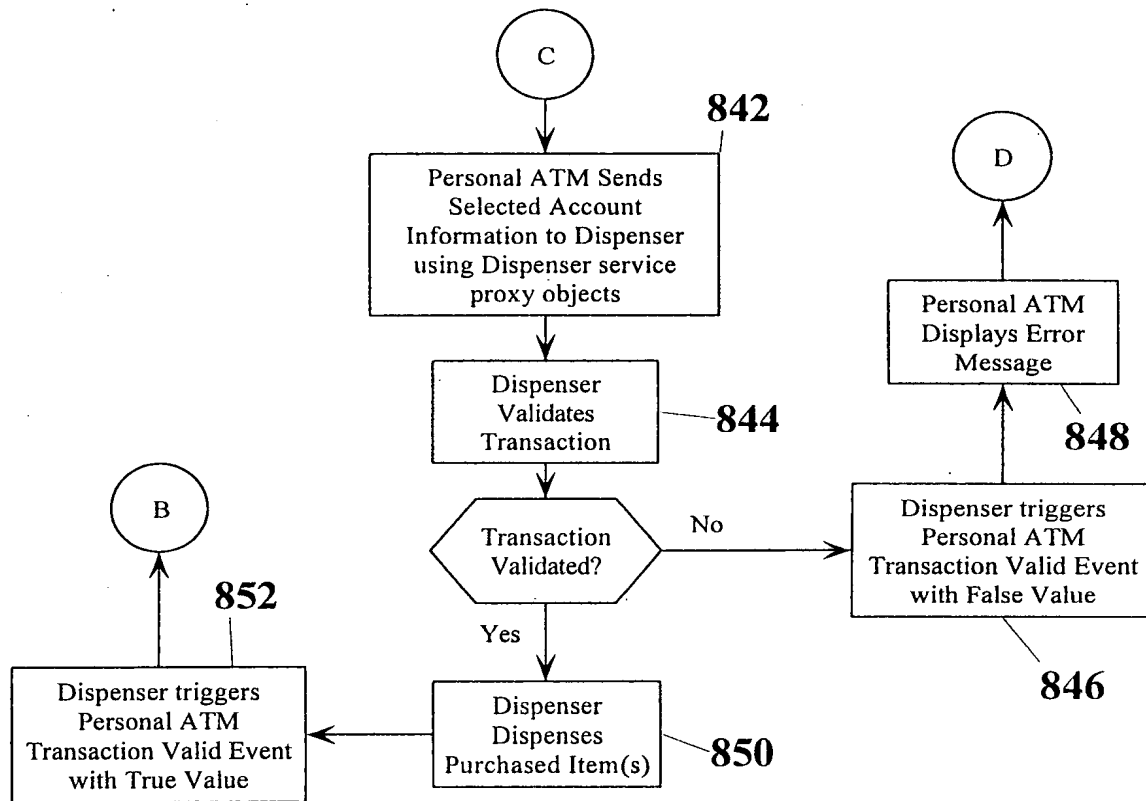 C
842
Personal ATM Sends
Selected Account
Information to Dispenser
using Dispenser service
proxy objects
D
Personal ATM
Displays Error
Message
848
Dispenser
Validates
Transaction
844
B
Transaction
Validated?
No
Yes
Dispenser triggers
Personal ATM
Transaction Valid Event
with False Value
846
852
Dispenser triggers
Personal ATM
Transaction Valid Event
with True Value
Dispenser
Dispenses
Purchased Item(s)
850